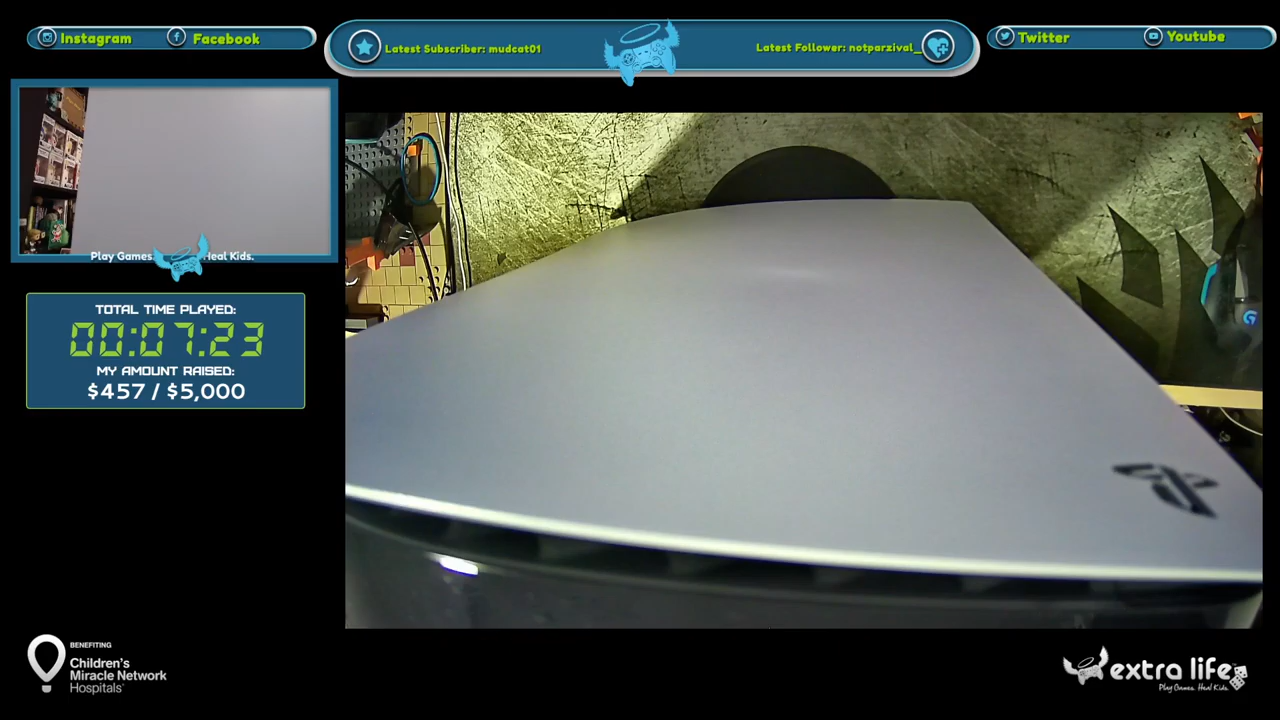 Instagram
Facebook
Latest Subscriber: mudcat01
Latest Follower: notparzival_
Twitter
Youtube
Play Games. Heal Kids.
TOTAL TIME PLAYED:
00:07:23
MY AMOUNT RAISED:
$457 / $5,000
BENEFITING
Children's
Miracle Network
Hospitals
extra life
Play Games. Heal Kids.